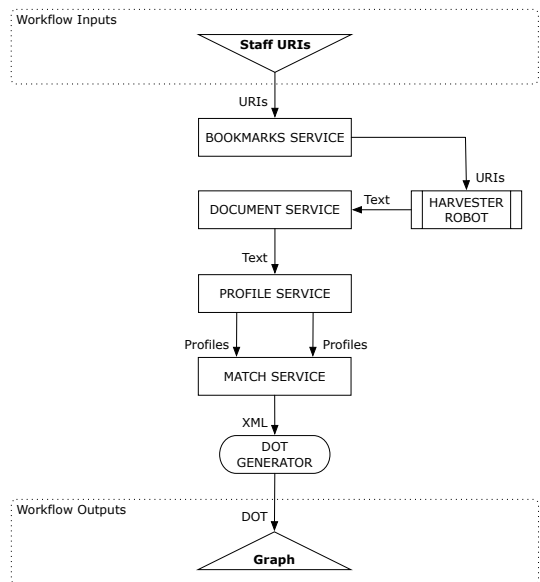 Workflow Inputs
Staff URIs
URIs
BOOKMARKS SERVICE
URIs
DOCUMENT SERVICE
Text
HARVESTER
ROBOT
Text
PROFILE SERVICE
Profiles
Profiles
MATCH SERVICE
XML
DOT
GENERATOR
Workflow Outputs
DOT
Graph